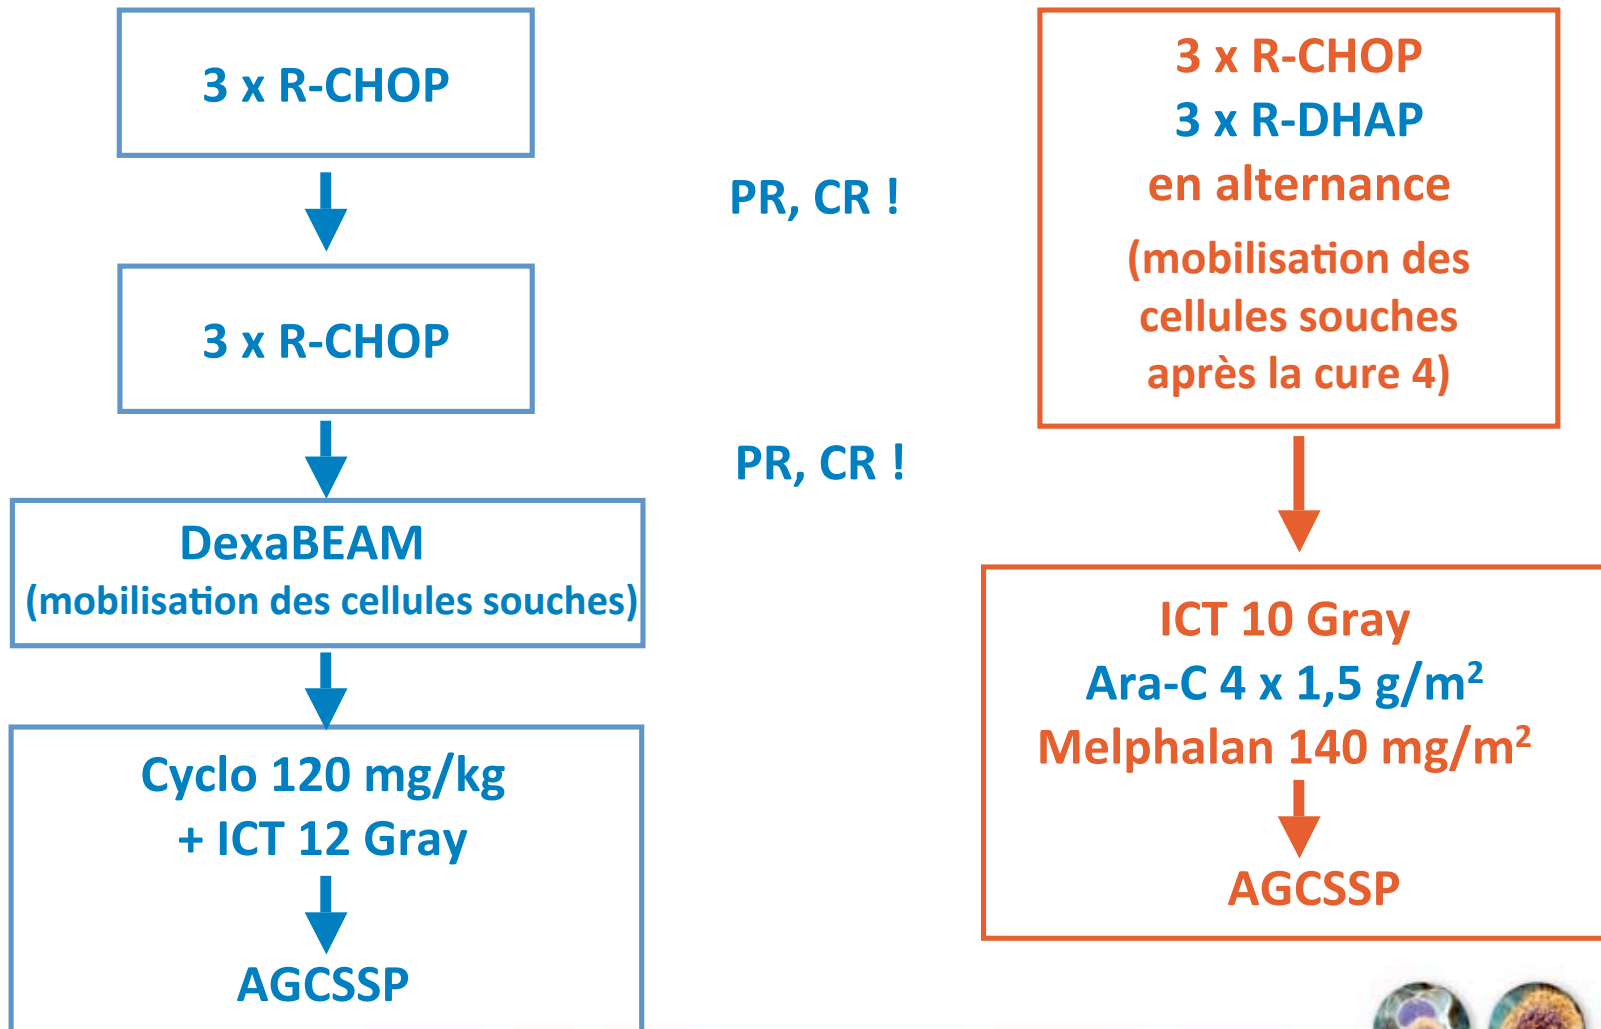 3 x R-CHOP
3 x R-CHOP
DexaBEAM
(mobilisation des cellules souches)
Cyclo 120 mg/kg
+ ICT 12 Gray
AGCSSP
PR, CR !
PR, CR !
3 x R-CHOP
3 x R-DHAP
en alternance
(mobilisation des
cellules souches
après la cure 4)
ICT 10 Gray
Ara-C 4 x 1,5 g/m²
Melphalan 140 mg/m²
AGCSSP